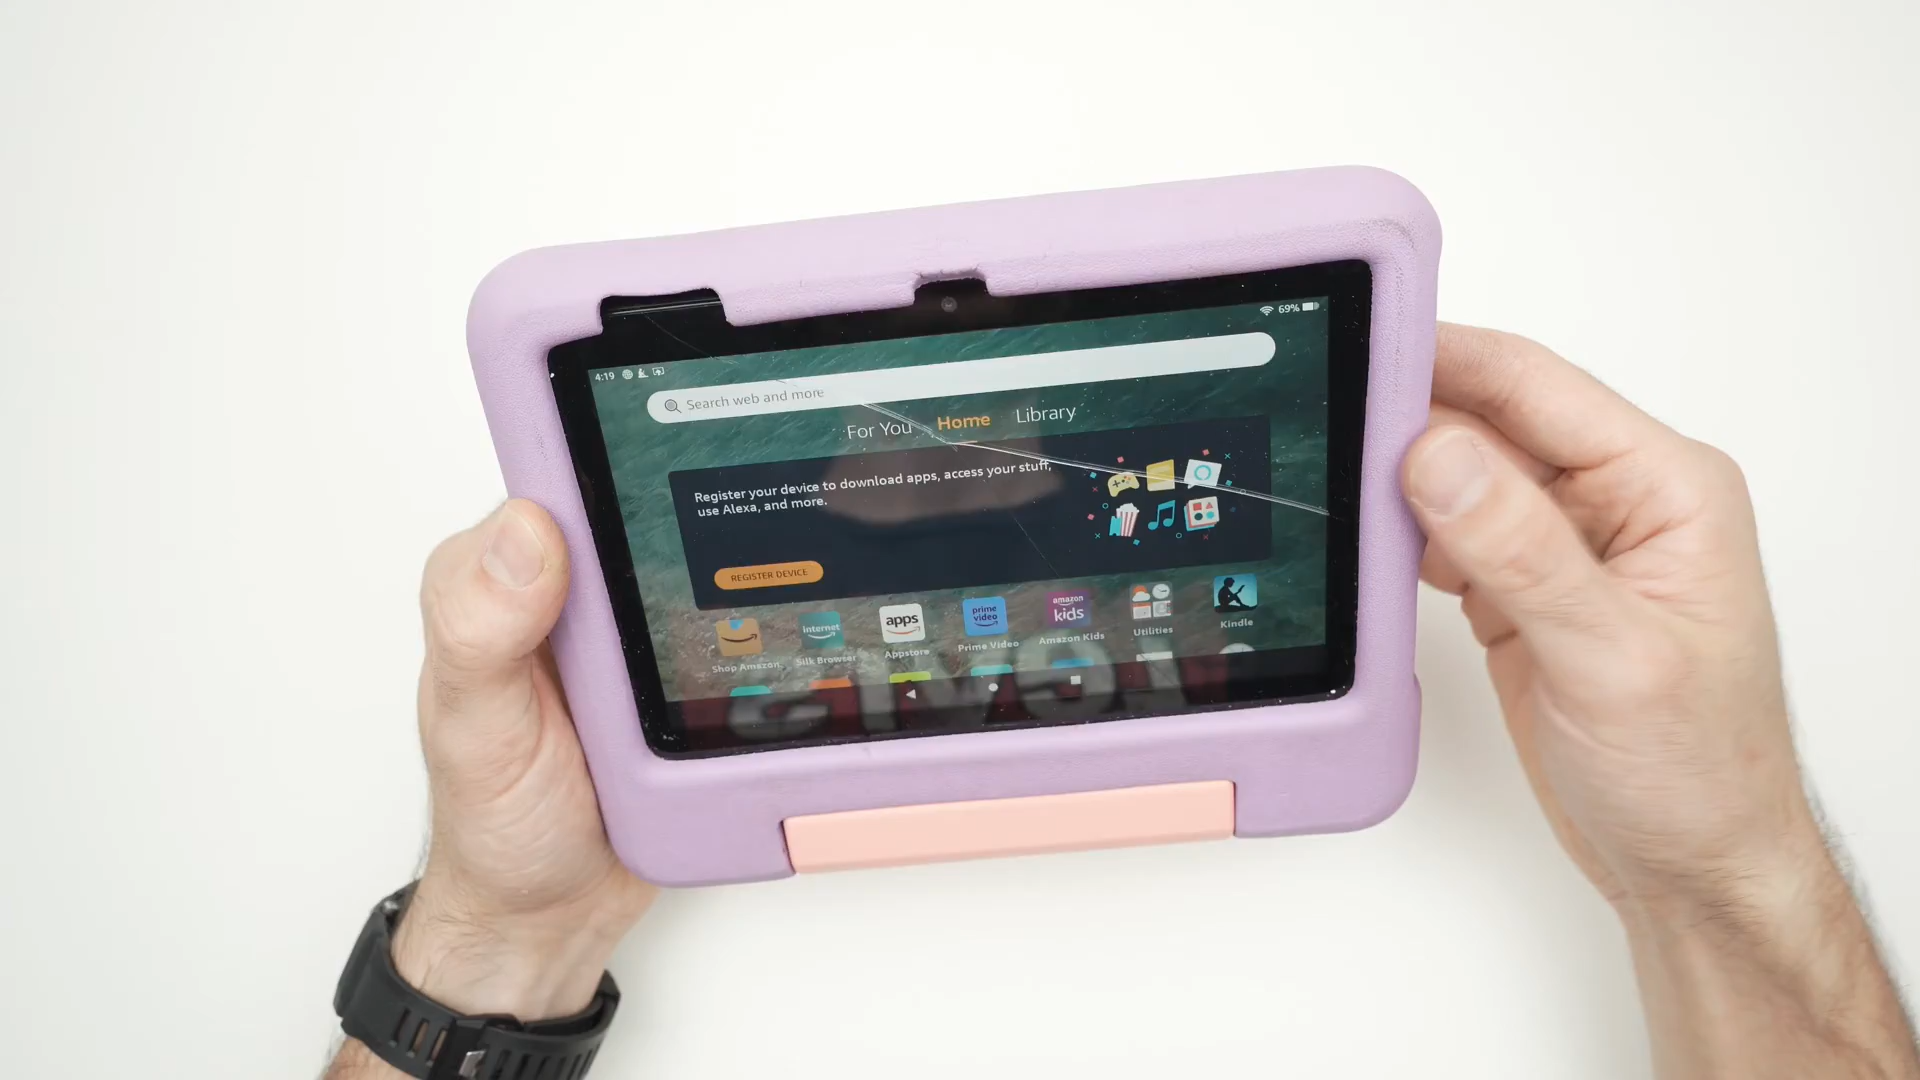 4:19
69%
Search web and more
For You Home Library
Register your device to download apps, access your stuff,
use Alexa, and more.
REGISTER DEVICE
internet
apps
prime
video
amazon
kids
Shop Amazon
Silk Browser
Appstore
Prime Video
Amazon Kids
Utilities
Kindle